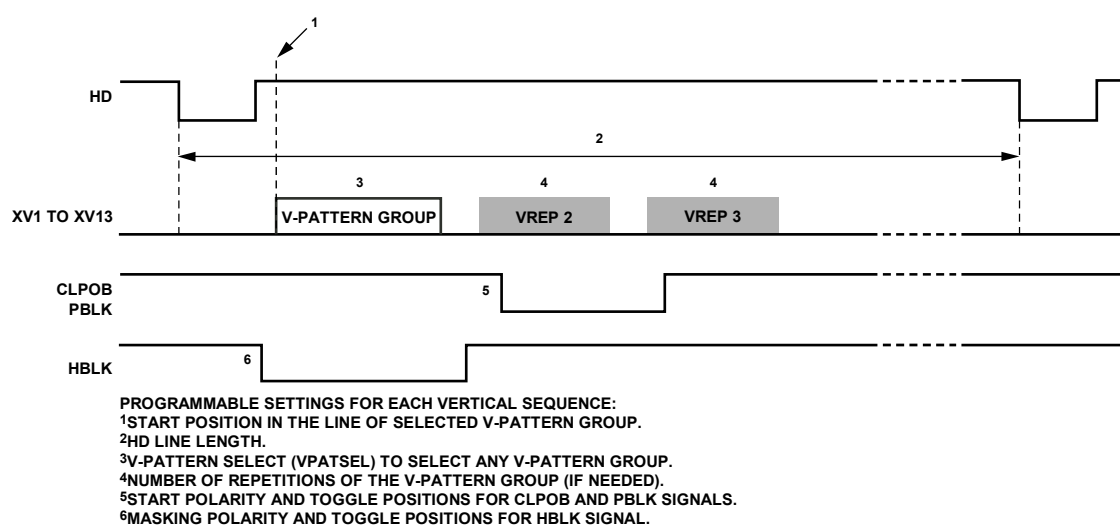 1
HD
2
3
4
4
XV1 TO XV13
V-PATTERN GROUP
VREP 2
VREP 3
CLPOB
PBLK
5
HBLK
6
PROGRAMMABLE SETTINGS FOR EACH VERTICAL SEQUENCE:
1START POSITION IN THE LINE OF SELECTED V-PATTERN GROUP.
2HD LINE LENGTH.
3V-PATTERN SELECT (VPATSEL) TO SELECT ANY V-PATTERN GROUP.
4NUMBER OF REPETITIONS OF THE V-PATTERN GROUP (IF NEEDED).
5START POLARITY AND TOGGLE POSITIONS FOR CLPOB AND PBLK SIGNALS.
6MASKING POLARITY AND TOGGLE POSITIONS FOR HBLK SIGNAL.